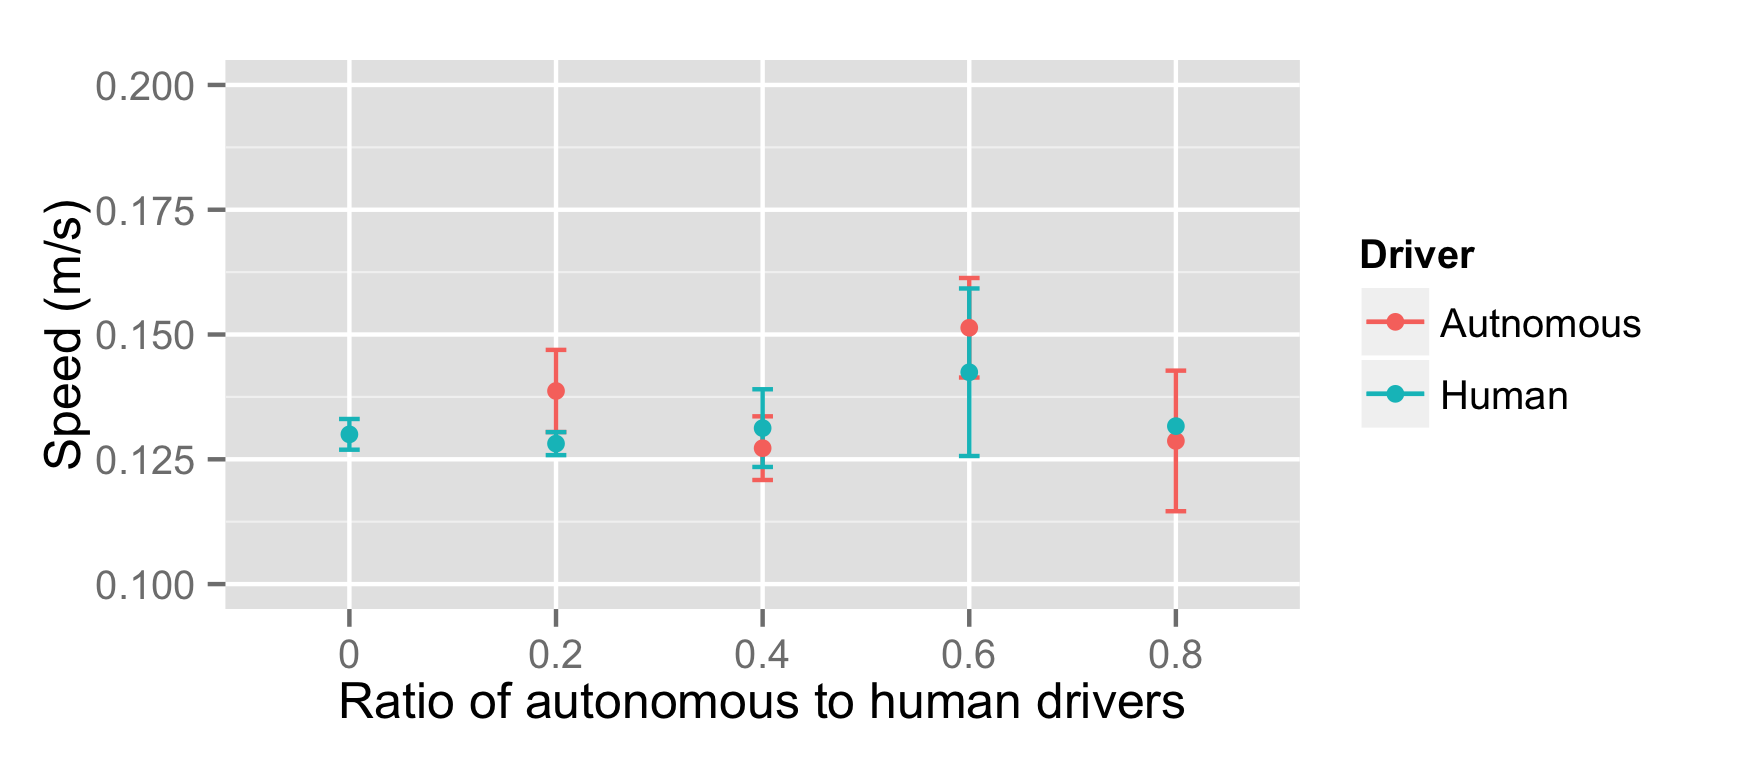 0.200
0.175
0.150
0.125
0.100
Speed (m/s)
0 0.2 0.4 0.6 0.8
Ratio of autonomous to human drivers
Driver
Autnomous
Human